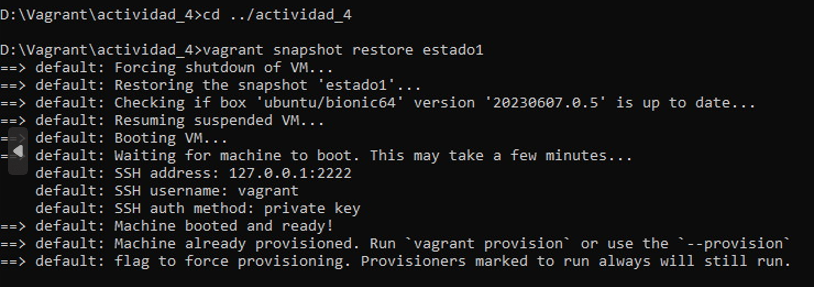 D:\Vagrant\actividad_4>cd ../actividad_4
D:\Vagrant\actividad_4>vagrant snapshot restore estado1
==> default: Forcing shutdown of VM...
==> default: Restoring the snapshot 'estado1'...
==> default: Checking if box 'ubuntu/bionic64' version '20230607.0.5' is up to date...
==> default: Resuming suspended VM...
==> default: Booting VM...
==> default: Waiting for machine to boot. This may take a few minutes...
default: SSH address: 127.0.0.1:2222
default: SSH username: vagrant
default: SSH auth method: private key
==> default: Machine booted and ready!
==> default: Machine already provisioned. Run `vagrant provision` or use the `--provision`
==> default: flag to force provisioning. Provisioners marked to run always will still run.